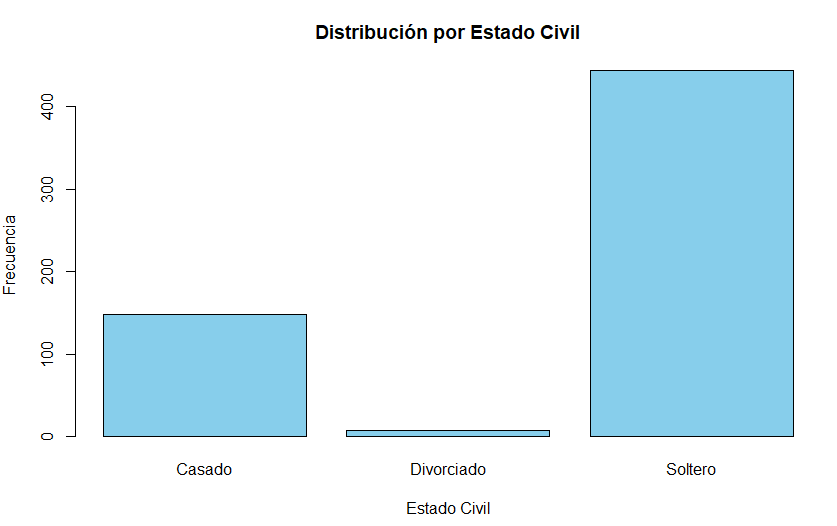 Distribución por Estado Civil
Frecuencia
400
300
200
100
0
Casado Divorciado Soltero
Estado Civil